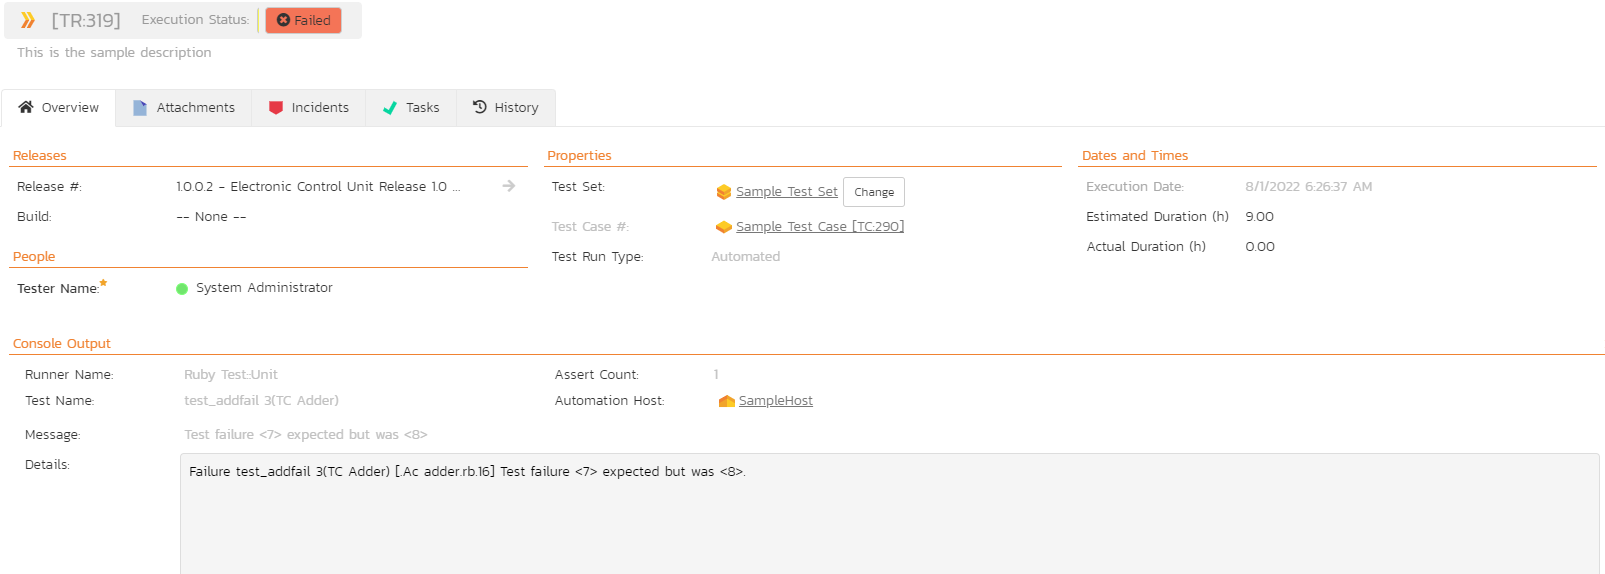 [TR:319] Execution Status: Failed
This is the sample description
Overview Attachments Incidents Tasks History
Releases
Release #: 1.0.0.2 - Electronic Control Unit Release 1.0 ...
Build: -- None --
People
Tester Name: System Administrator
Properties
Test Set: Sample Test Set Change
Test Case #: Sample Test Case [TC:290]
Test Run Type: Automated
Dates and Times
Execution Date: 8/1/2022 6:26:37 AM
Estimated Duration (h) 9.00
Actual Duration (h) 0.00
Console Output
Runner Name: Ruby Test::Unit
Assert Count: 1
Test Name: test_addfail 3(TC Adder)
Automation Host: SampleHost
Message: Test failure <7> expected but was <8>
Details: Failure test_addfail 3(TC Adder) [.Ac adder.rb.16] Test failure <7> expected but was <8>.